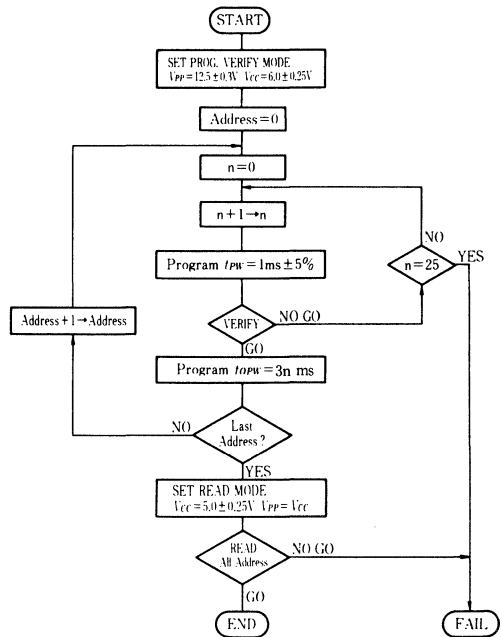 START
SET PROG. VERIFY MODE
VPP=12.5±0.3V VCC=6.0±0.25V
Address=0
n=0
n+1→n
Program tPW=1ms±5%
NO
n=25
YES
VERIFY
NO GO
GO
Address+1→Address
Program tOPW=3n ms
NO
Last
Address?
YES
SET READ MODE
VCC=5.0±0.25V VPP=VCC
READ
All Address
NO GO
GO
END
FAIL